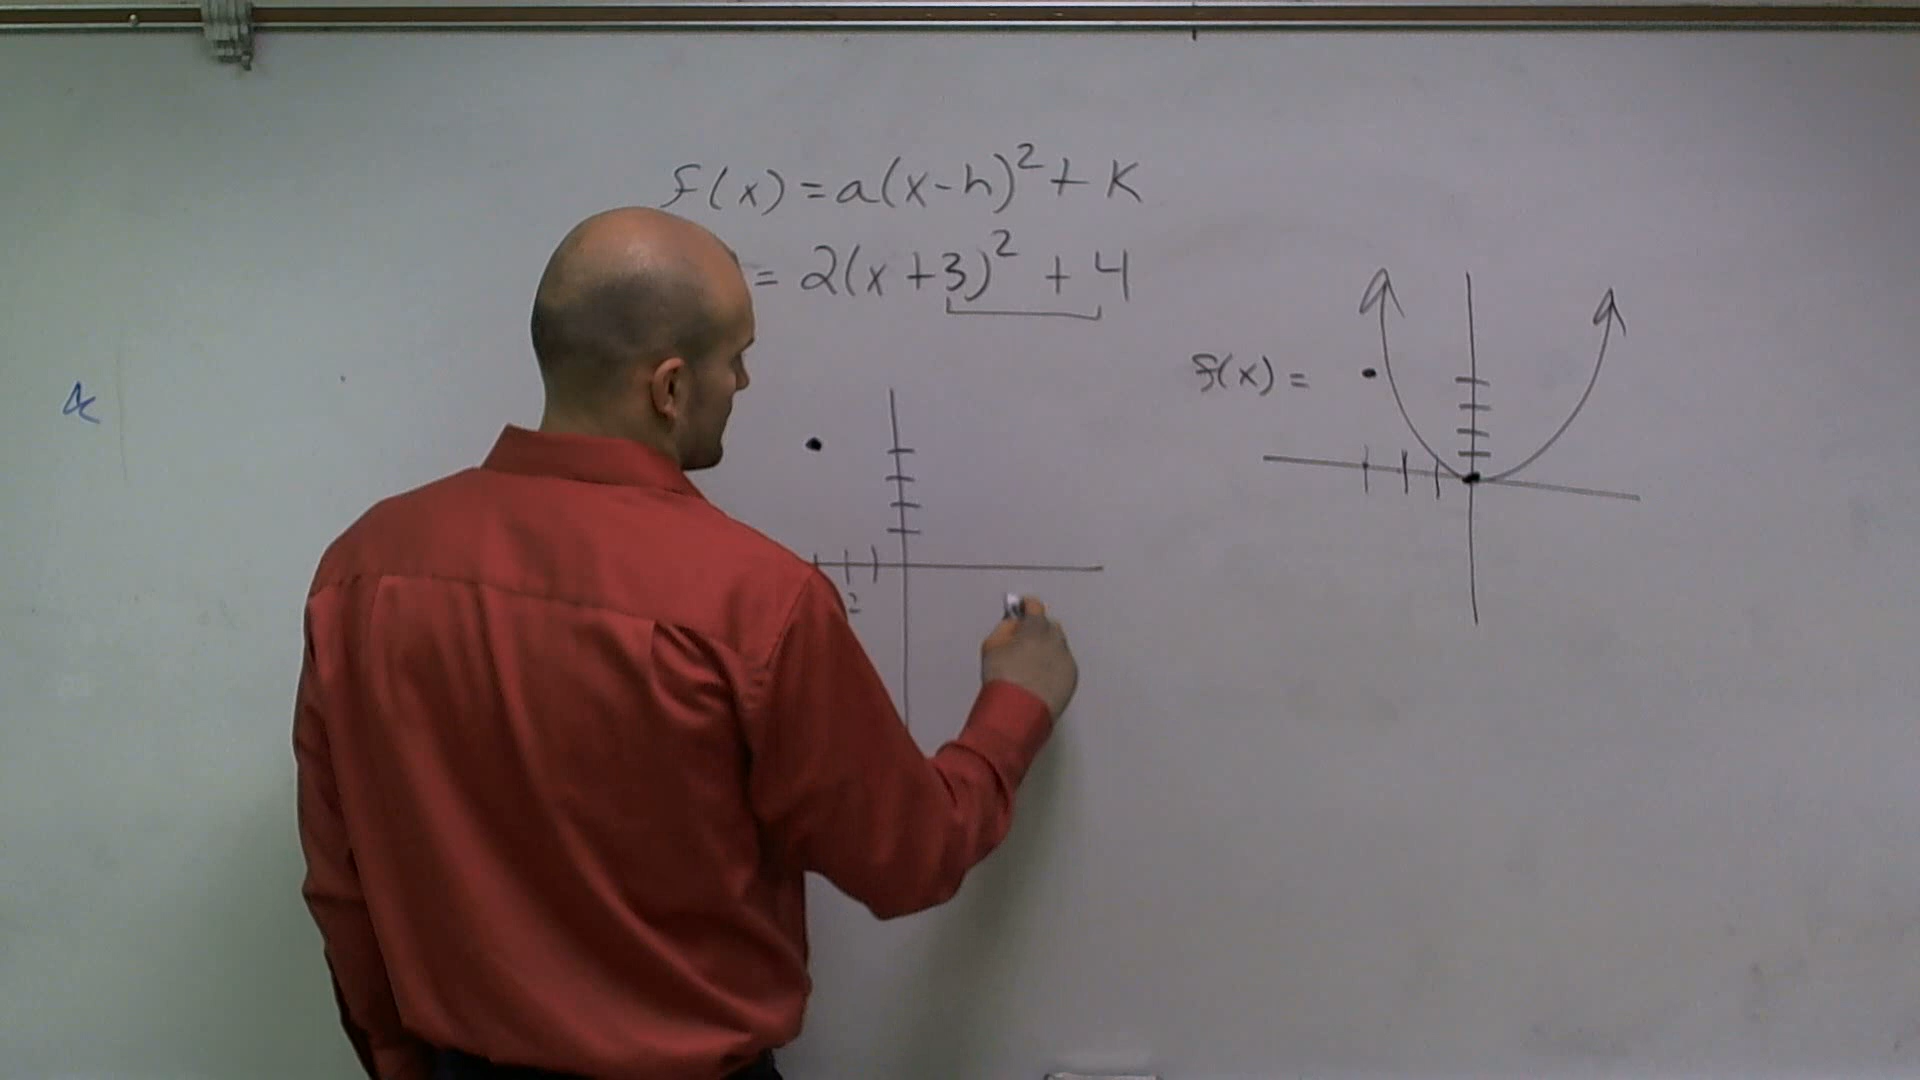 f(x) = a(x-h)² + K
= 2(x+3)² + 4
f(x) =
2